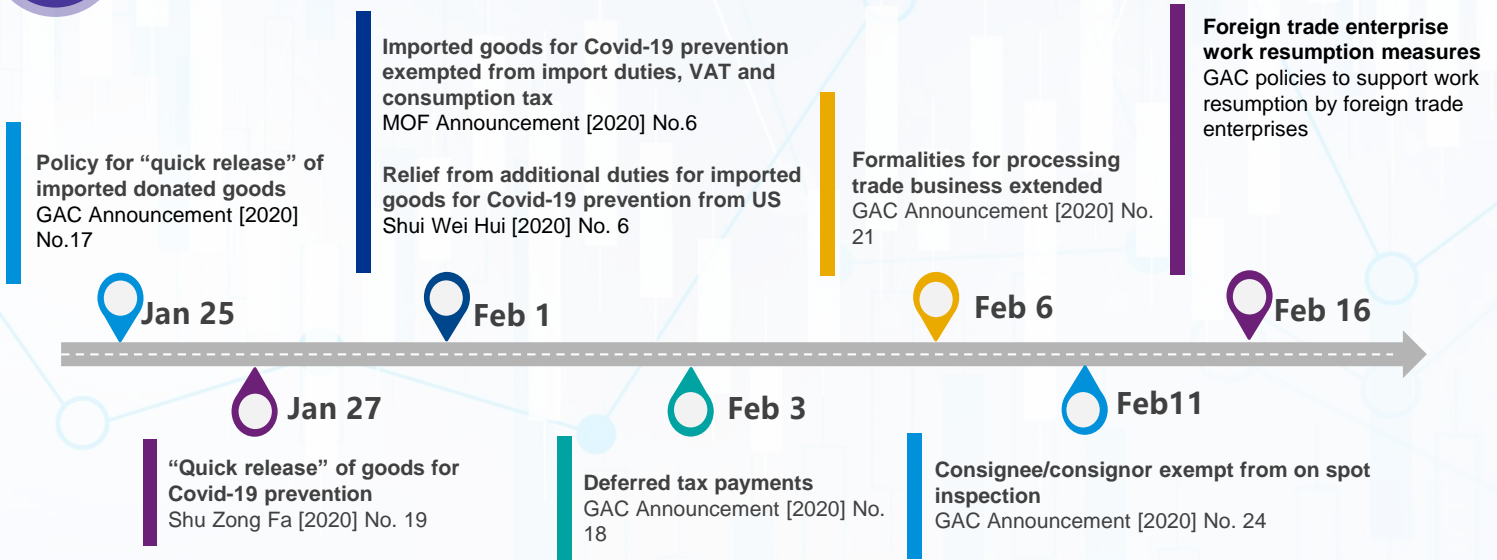 Policy for “quick release” of
imported donated goods
GAC Announcement [2020]
No.17
Jan 25
“Quick release” of goods for
Covid-19 prevention
Shu Zong Fa [2020] No. 19
Jan 27
Imported goods for Covid-19 prevention
exempted from import duties, VAT and
consumption tax
MOF Announcement [2020] No.6
Relief from additional duties for imported
goods for Covid-19 prevention from US
Shui Wei Hui [2020] No. 6
Feb 1
Feb 3
Deferred tax payments
GAC Announcement [2020] No.
18
Formalities for processing
trade business extended
GAC Announcement [2020] No.
21
Feb 6
Feb11
Consignee/consignor exempt from on spot
inspection
GAC Announcement [2020] No. 24
Foreign trade enterprise
work resumption measures
GAC policies to support work
resumption by foreign trade
enterprises
Feb 16